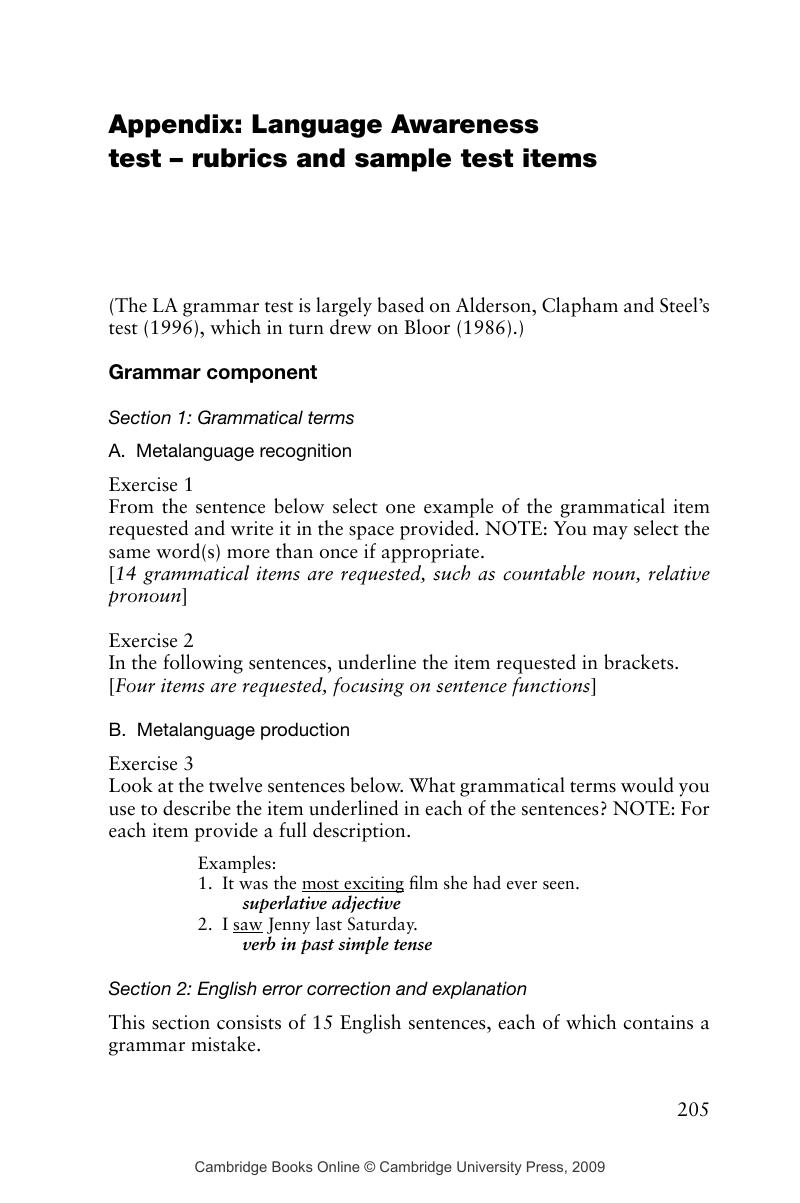 Appendix: Language Awareness
test – rubrics and sample test items
(The LA grammar test is largely based on Alderson, Clapham and Steel’s
test (1996), which in turn drew on Bloor (1986).)
Grammar component
Section 1: Grammatical terms
A. Metalanguage recognition
Exercise 1
From the sentence below select one example of the grammatical item
requested and write it in the space provided. NOTE: You may select the
same word(s) more than once if appropriate.
[14 grammatical items are requested, such as countable noun, relative
pronoun]
Exercise 2
In the following sentences, underline the item requested in brackets.
[Four items are requested, focusing on sentence functions]
B. Metalanguage production
Exercise 3
Look at the twelve sentences below. What grammatical terms would you
use to describe the item underlined in each of the sentences? NOTE: For
each item provide a full description.
Examples:
1. It was the most exciting film she had ever seen.
superlative adjective
2. I saw Jenny last Saturday.
verb in past simple tense
Section 2: English error correction and explanation
This section consists of 15 English sentences, each of which contains a
grammar mistake.
205
Cambridge Books Online © Cambridge University Press, 2009